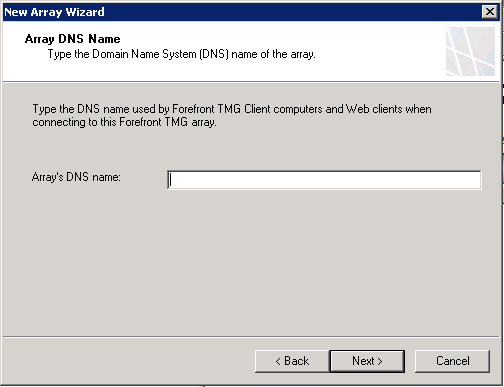 New Array Wizard
Array DNS Name
Type the Domain Name System (DNS) name of the array.
Type the DNS name used by Forefront TMG Client computers and Web clients when
connecting to this Forefront TMG array.
Array's DNS name:
< Back Next > Cancel